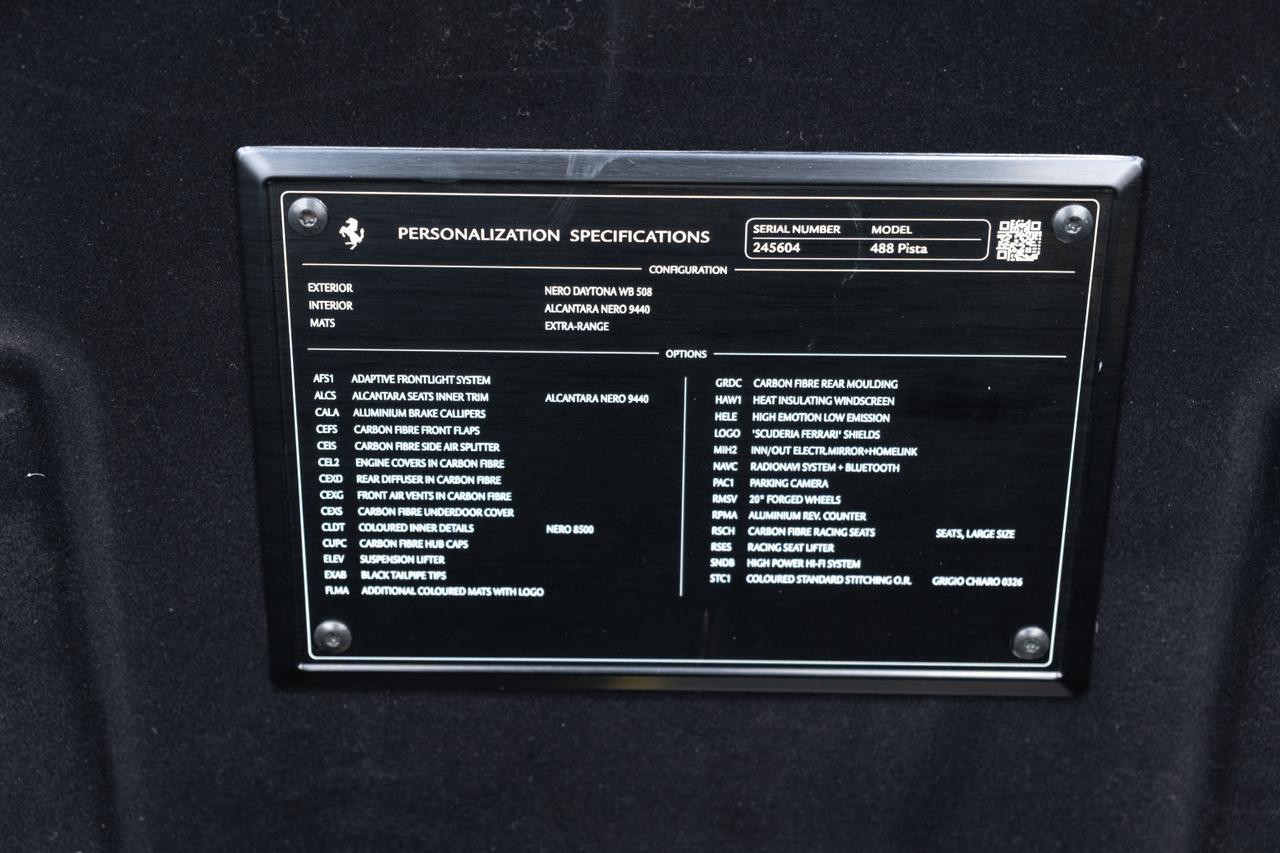 PERSONALIZATION SPECIFICATIONS
SERIAL NUMBER MODEL
245604 488 Pista
CONFIGURATION
EXTERIOR NERO DAYTONA WB 508
INTERIOR ALCANTARA NERO 9440
MATS EXTRA-RANGE
OPTIONS
AFS1 ADAPTIVE FRONTLIGHT SYSTEM
ALCS ALCANTARA SEATS INNER TRIM ALCANTARA NERO 9440
CALA ALUMINIUM BRAKE CALLIPERS
CEFS CARBON FIBRE FRONT FLAPS
CEIS CARBON FIBRE SIDE AIR SPLITTER
CEL2 ENGINE COVERS IN CARBON FIBRE
CEXD REAR DIFFUSER IN CARBON FIBRE
CEXG FRONT AIR VENTS IN CARBON FIBRE
CEXS CARBON FIBRE UNDERDOOR COVER
CLDT COLOURED INNER DETAILS NERO 8500
CUPC CARBON FIBRE HUB CAPS
ELEV SUSPENSION LIFTER
EXAB BLACK TAILPIPE TIPS
FLMA ADDITIONAL COLOURED MATS WITH LOGO
GRDC CARBON FIBRE REAR MOULDING
HAW1 HEAT INSULATING WINDSCREEN
HELE HIGH EMOTION LOW EMISSION
LOGO 'SCUDERIA FERRARI' SHIELDS
MIH2 INN/OUT ELECTR.MIRROR+HOMELINK
NAVC RADIONAVI SYSTEM + BLUETOOTH
PAC1 PARKING CAMERA
RMSV 20" FORGED WHEELS
RPMA ALUMINIUM REV. COUNTER
RSCH CARBON FIBRE RACING SEATS SEATS, LARGE SIZE
RSES RACING SEAT LIFTER
SNDB HIGH POWER HI-FI SYSTEM
STC1 COLOURED STANDARD STITCHING O.R. GRIGIO CHIARO 0326